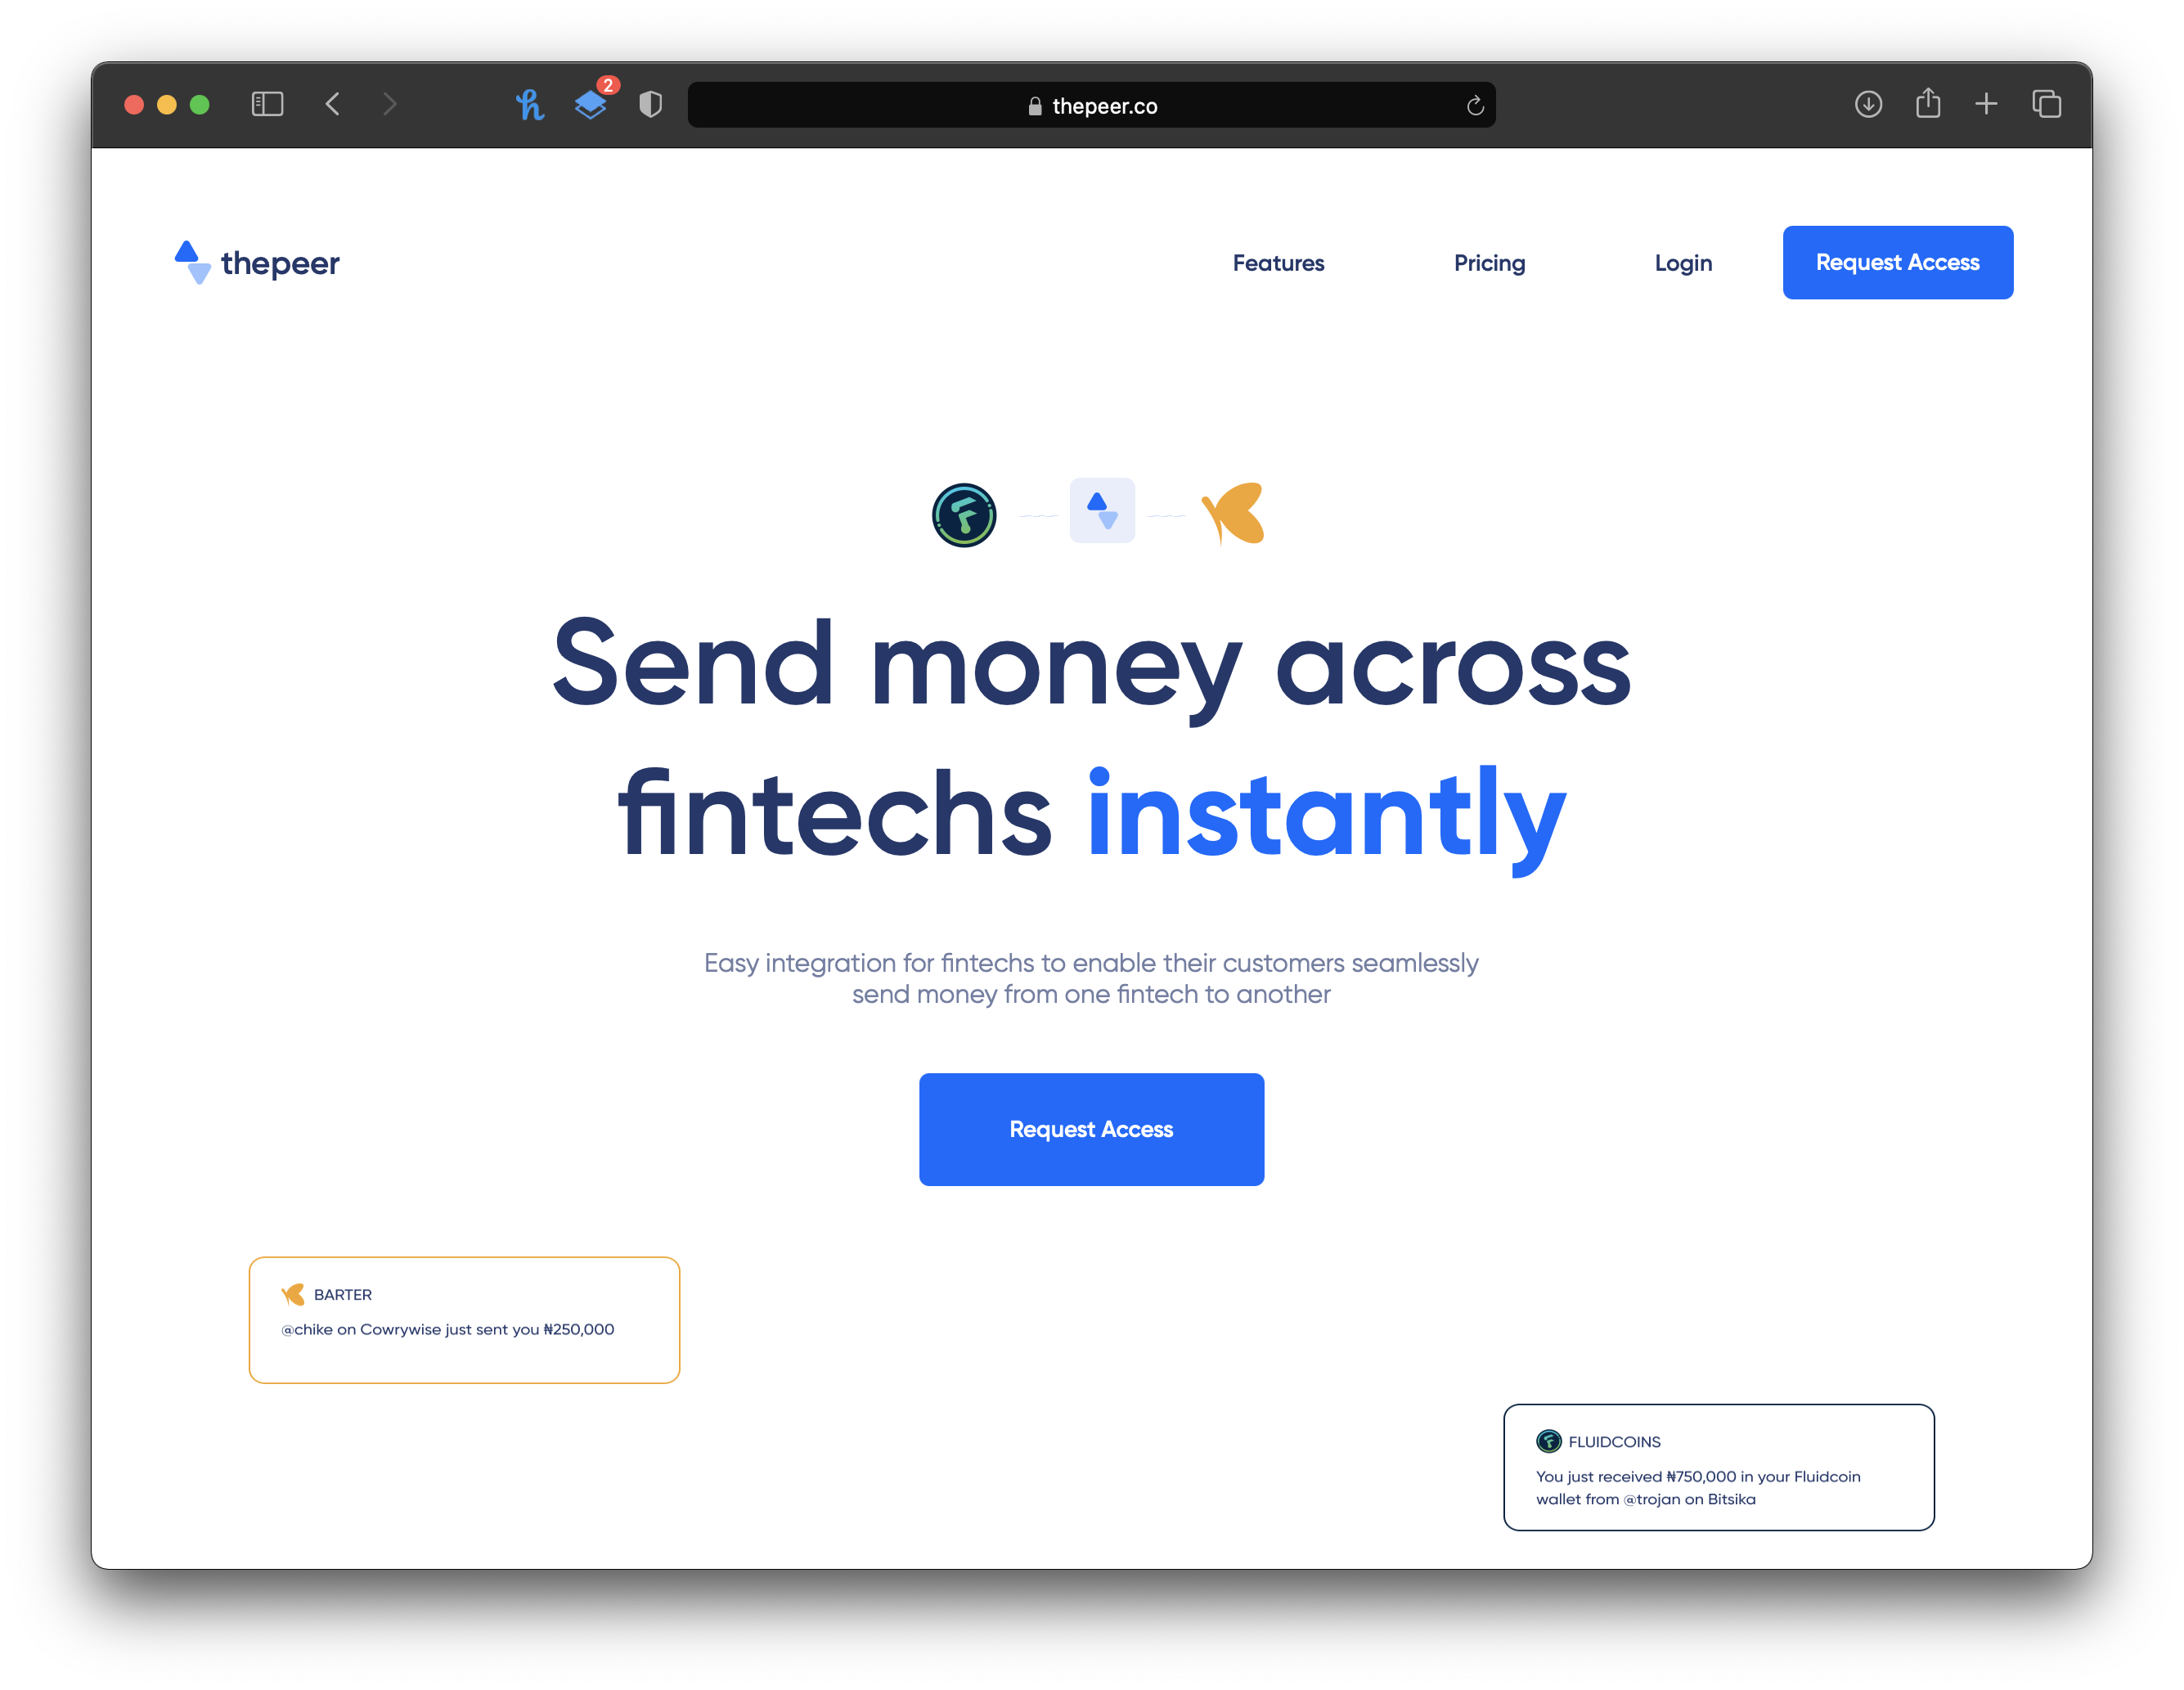 2
thepeer.co
thepeer
Features
Pricing
Login
Request Access
Send money across
fintechs instantly
Easy integration for fintechs to enable their customers seamlessly
send money from one fintech to another
Request Access
BARTER
@chike on Cowrywise just sent you ₦250,000
FLUIDCOINS
You just received ₦750,000 in your Fluidcoin
wallet from @trojan on Bitsika